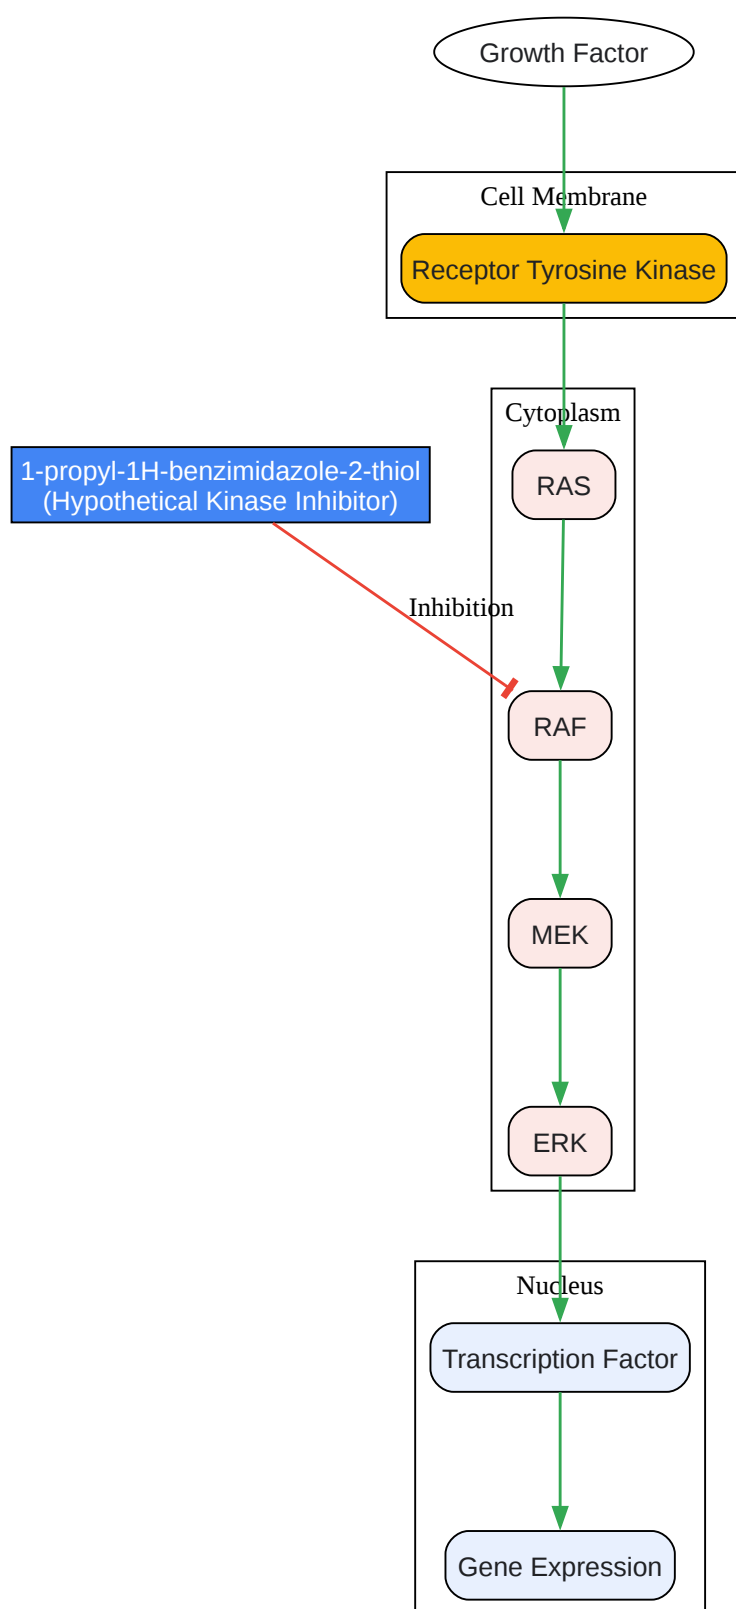 Growth Factor
Cell Membrane
Receptor Tyrosine Kinase
Cytoplasm
1-propyl-1H-benzimidazole-2-thiol
(Hypothetical Kinase Inhibitor)
RAS
Inhibition
RAF
MEK
ERK
Nucleus
Transcription Factor
Gene Expression